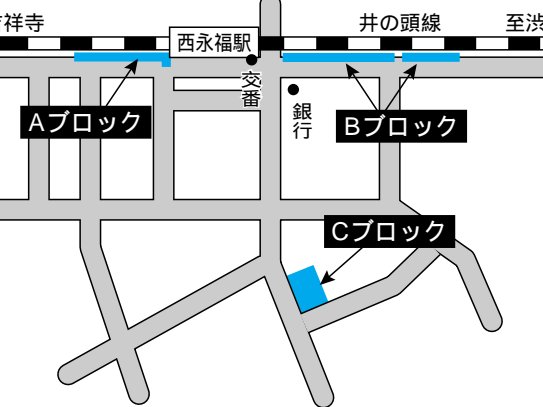 祥寺
井の頭線
至渋
西永福駅
交番
銀行
Aブロック
Bブロック
Cブロック